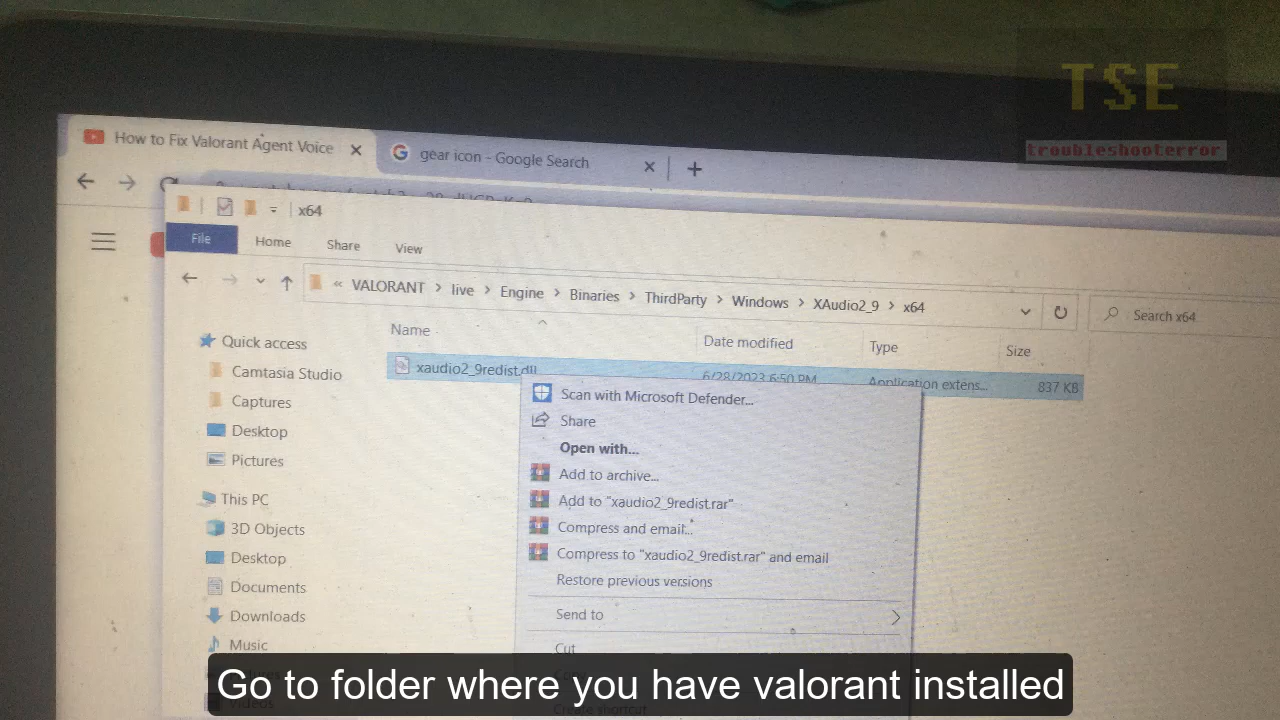 TSE
troubleshooterror
How to Fix Valorant Agent Voice
gear icon - Google Search
x64
File Home Share View
« VALORANT > live > Engine > Binaries > ThirdParty > Windows > XAudio2_9 > x64
Search x64
Name Date modified Type Size
xaudio2_9redist.dll 6/28/2023 6:50 PM Application extens... 837 KB
Quick access
Camtasia Studio
Captures
Desktop
Pictures
This PC
3D Objects
Desktop
Documents
Downloads
Music
Videos
Scan with Microsoft Defender...
Share
Open with...
Add to archive...
Add to "xaudio2_9redist.rar"
Compress and email...
Compress to "xaudio2_9redist.rar" and email
Restore previous versions
Send to
Cut
Create shortcut
Go to folder where you have valorant installed